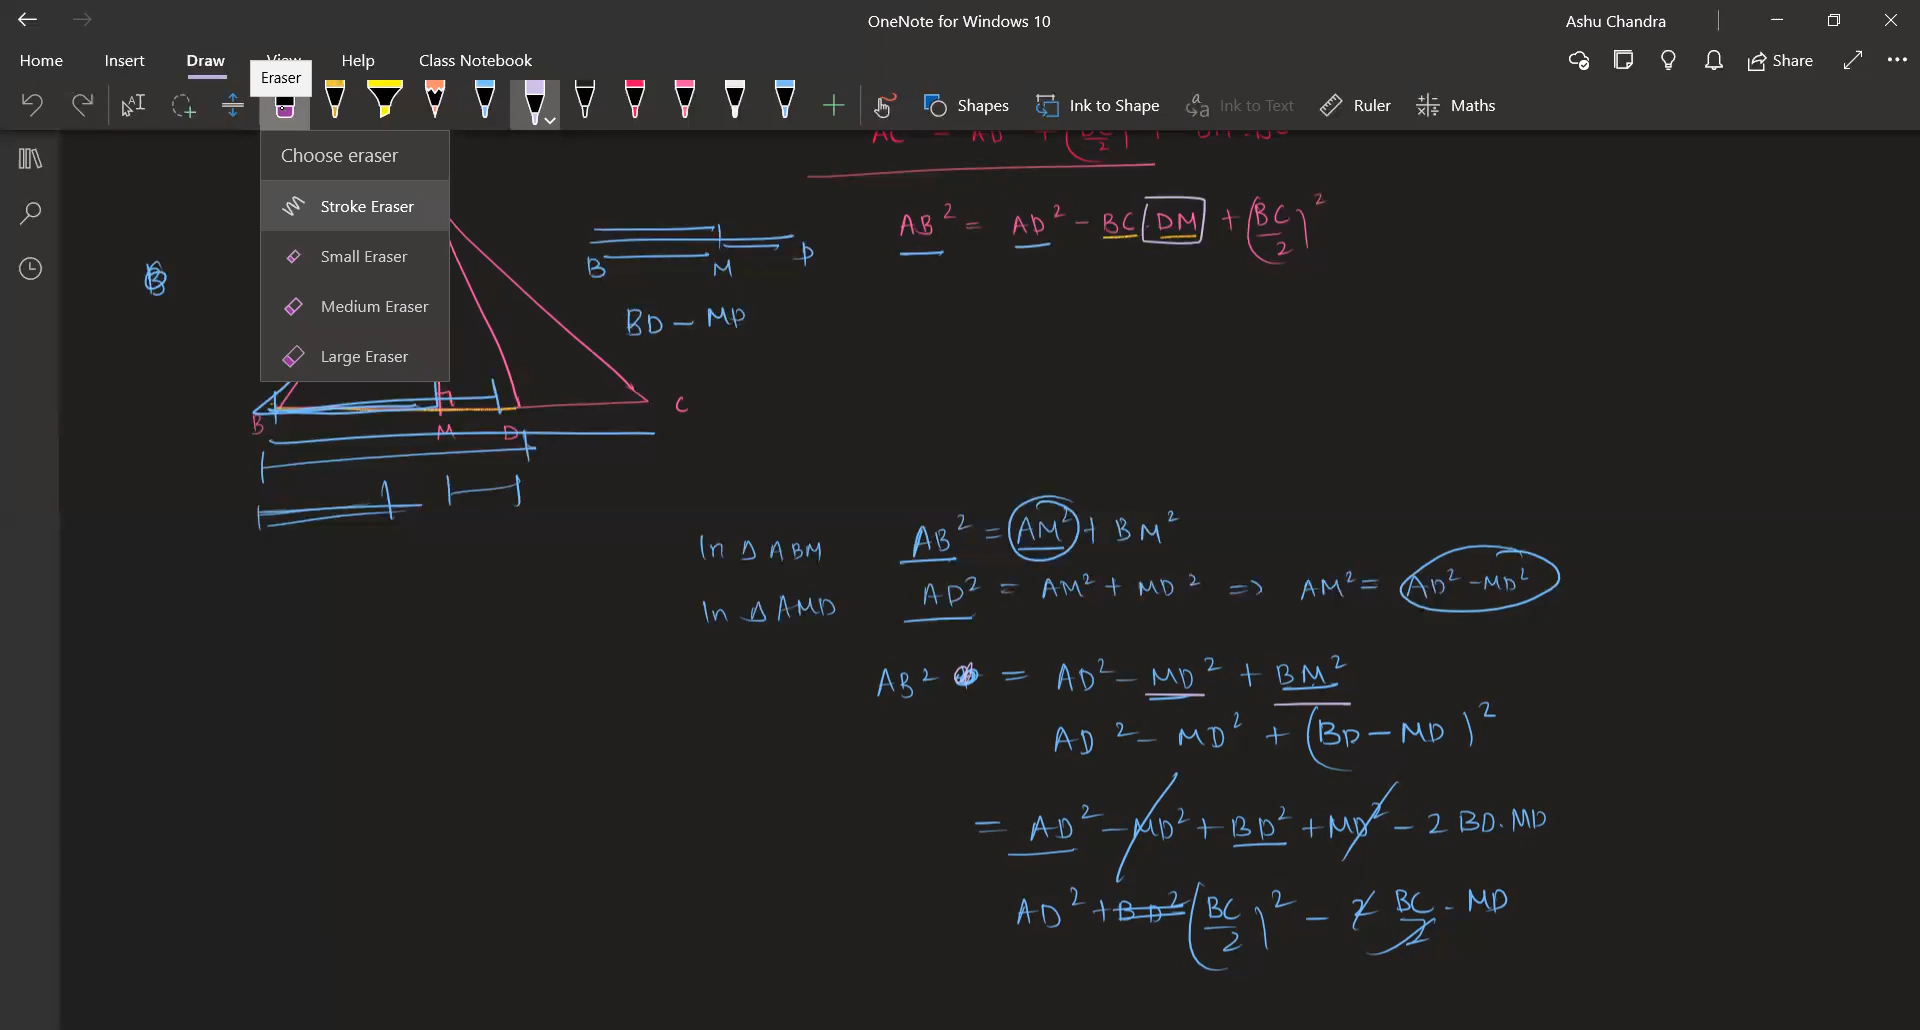 OneNote for Windows 10
Ashu Chandra
Home Insert Draw View Help Class Notebook
Share
Eraser
Shapes Ink to Shape Ink to Text Ruler Maths
Choose eraser
Stroke Eraser
Small Eraser
Medium Eraser
Large Eraser
AB² = AD² - BC . DM + (BC/2)²
B M D
BD - MD
B
B M D C
In Δ ABM AB² = AM² + BM²
In Δ AMD AD² = AM² + MD² => AM² = AD² - MD²
AB² = AD² - MD² + BM²
AD² - MD² + (BD - MD)²
= AD² - MD² + BD² + MD² - 2 BD . MD
AD² + BD² (BC/2)² - 2 BC/2 . MD